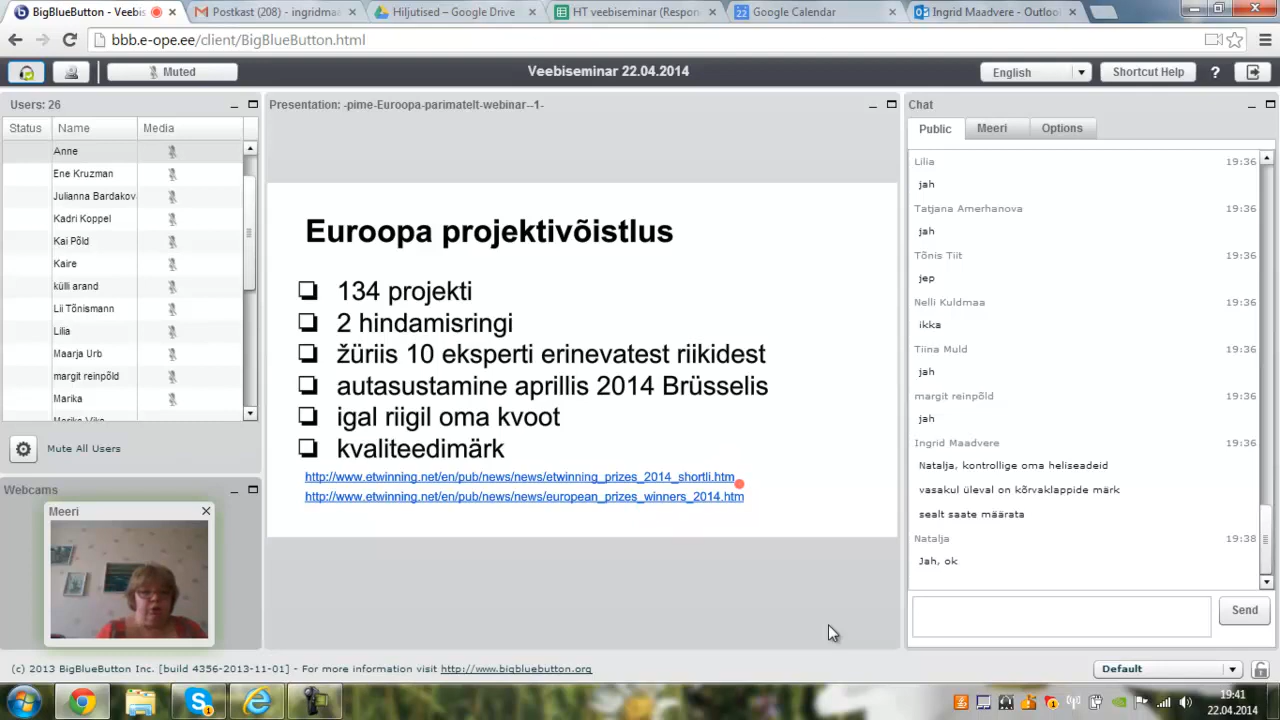 BigBlueButton - Veebis
Postkast (208) - ingridma
Hiljutised – Google Drive
HT veebiseminar (Respon
Google Calendar
Ingrid Maadvere - Outloo
bbb.e-ope.ee/client/BigBlueButton.html
Muted
Veebiseminar 22.04.2014
English
Shortcut Help
?
Users: 26
Presentation: -pime-Euroopa-parimatelt-webinar--1-
Chat
Status Name Media
Public Meeri Options
Anne
Ene Kruzman
Julianna Bardakov
Kadri Koppel
Kai Põld
Kaire
külli arand
Lii Tõnismann
Lilia
Maarja Urb
margit reinpõld
Marika
Marika Vike
Mute All Users
Webcams
Meeri
Euroopa projektivõistlus
134 projekti
2 hindamisringi
žüriis 10 eksperti erinevatest riikidest
autasustamine aprillis 2014 Brüsselis
igal riigil oma kvoot
kvaliteedimärk
http://www.etwinning.net/en/pub/news/news/etwinning_prizes_2014_shortli.htm
http://www.etwinning.net/en/pub/news/news/european_prizes_winners_2014.htm
Lilia 19:36
jah
Tatjana Amerhanova 19:36
jah
Tõnis Tiit 19:36
jep
Nelli Kuldmaa 19:36
ikka
Tiina Muld 19:36
jah
margit reinpõld 19:36
jah
Ingrid Maadvere 19:36
Natalja, kontrollige oma heliseadeid
vasakul üleval on kõrvaklappide märk
sealt saate määrata
Natalja 19:38
Jah, ok
Send
(c) 2013 BigBlueButton Inc. [build 4356-2013-11-01] - For more information visit http://www.bigbluebutton.org
Default
19:41
22.04.2014